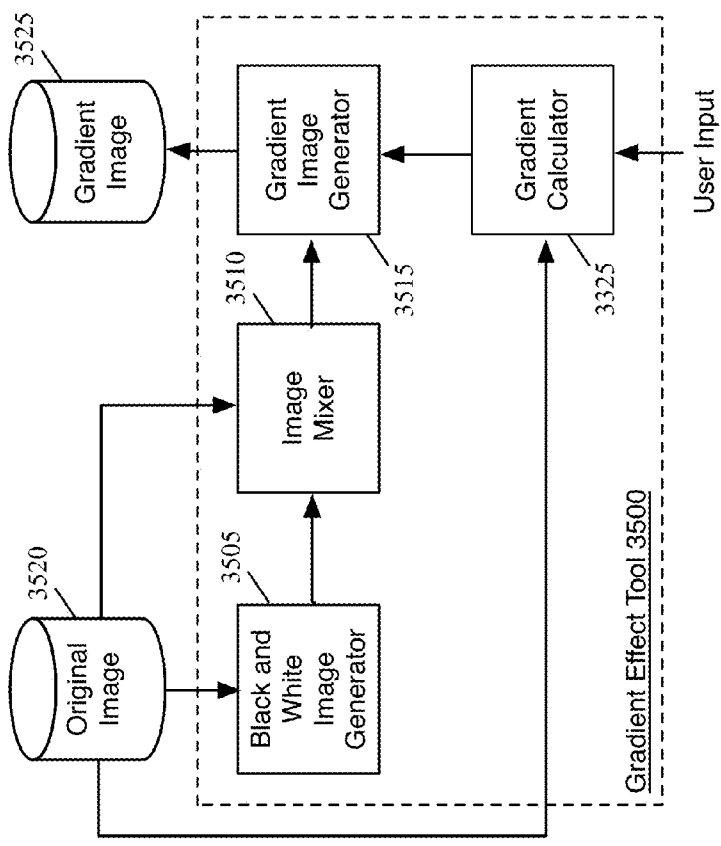 3520
Original
Image
3525
Gradient
Image
3505
Black and
White
Image
Generator
3510
Image
Mixer
Gradient
Image
Generator
3515
Gradient
Calculator
3325
User Input
Gradient Effect Tool 3500